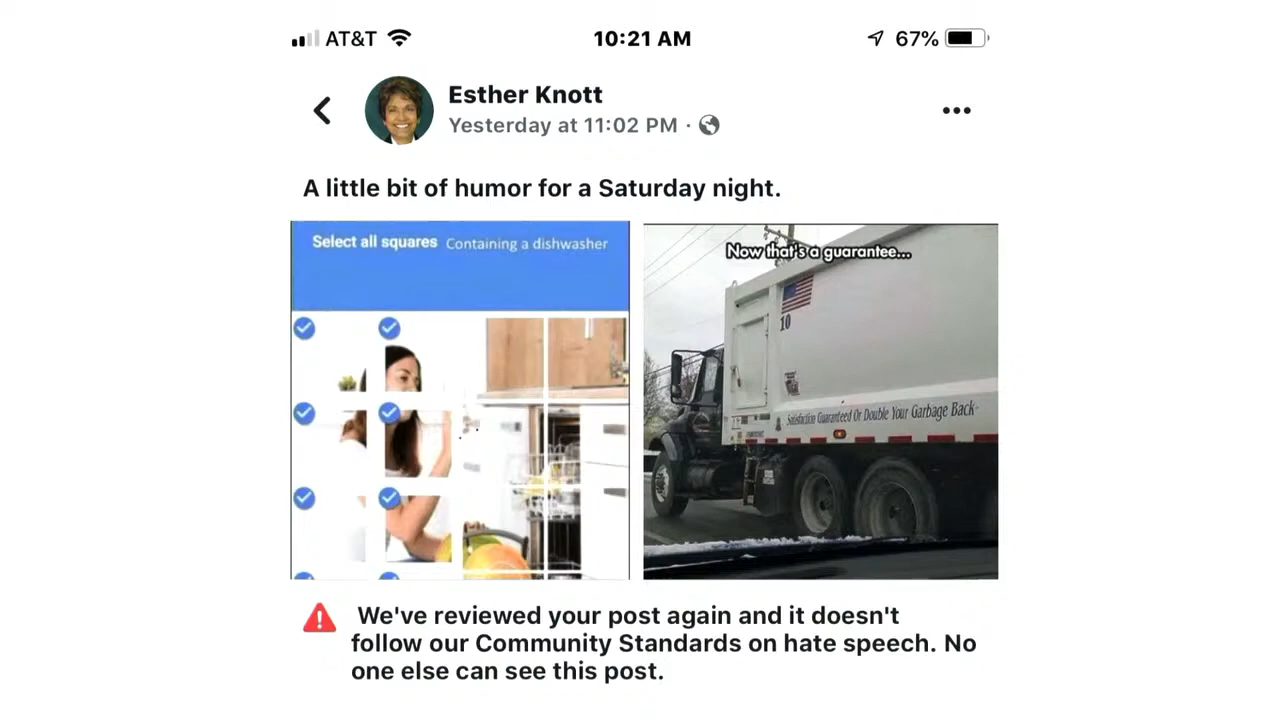 AT&T
10:21 AM
67%
Esther Knott
Yesterday at 11:02 PM ·
A little bit of humor for a Saturday night.
Select all squares Containing a dishwasher
Now that's a guarantee...
10
Satisfaction Guaranteed Or Double Your Garbage Back
We've reviewed your post again and it doesn't
follow our Community Standards on hate speech. No
one else can see this post.